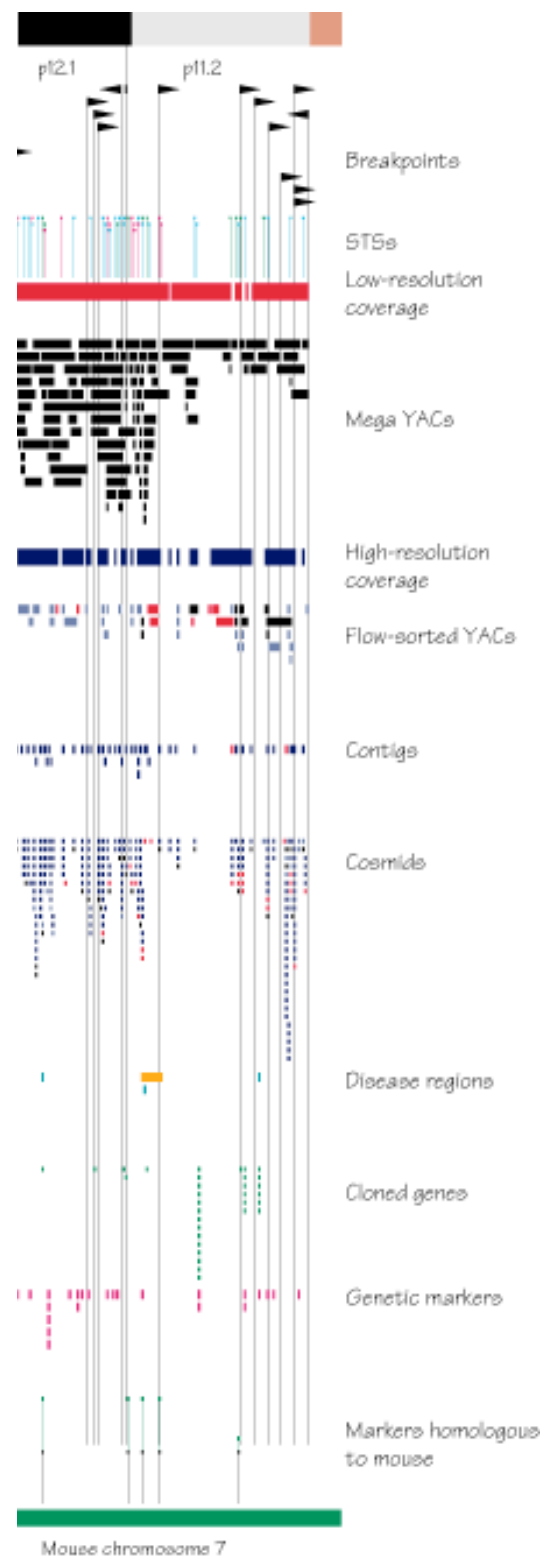 p12.1 p11.2
Breakpoints
STSs
Low-resolution
coverage
Mega YACs
High-resolution
coverage
Flow-sorted YACs
Contigs
Cosmids
Disease regions
Cloned genes
Genetic markers
Markers homologous
to mouse
Mouse chromosome 7